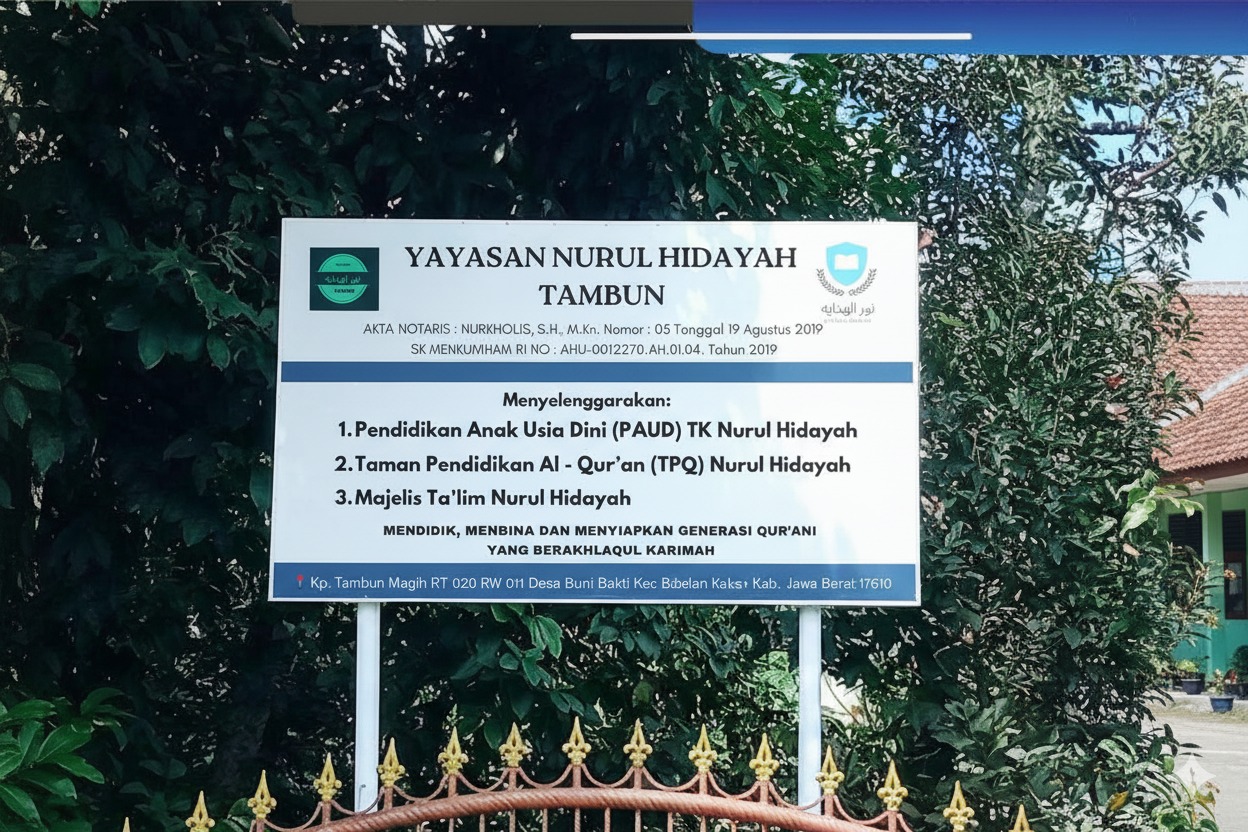 YAYASAN NURUL HIDAYAH
TAMBUN
AKTA NOTARIS : NURKHOLIS, S.H., M.Kn. Nomor : 05 Tonggal 19 Agustus 2019
SK MENKUMHAM RI NO : AHU-0012270.AH.01.04. Tahun 2019
Menyelenggarakan:
1. Pendidikan Anak Usia Dini (PAUD) TK Nurul Hidayah
2. Taman Pendidikan Al - Qur'an (TPQ) Nurul Hidayah
3. Majelis Ta'lim Nurul Hidayah
MENDIDIK, MENBINA DAN MENYIAPKAN GENERASI QUR'ANI
YANG BERAKHLAQUL KARIMAH
Kp. Tambun Magih RT 020 RW 011 Desa Buni Bakti Kec Kab. Jawa Berat 17610